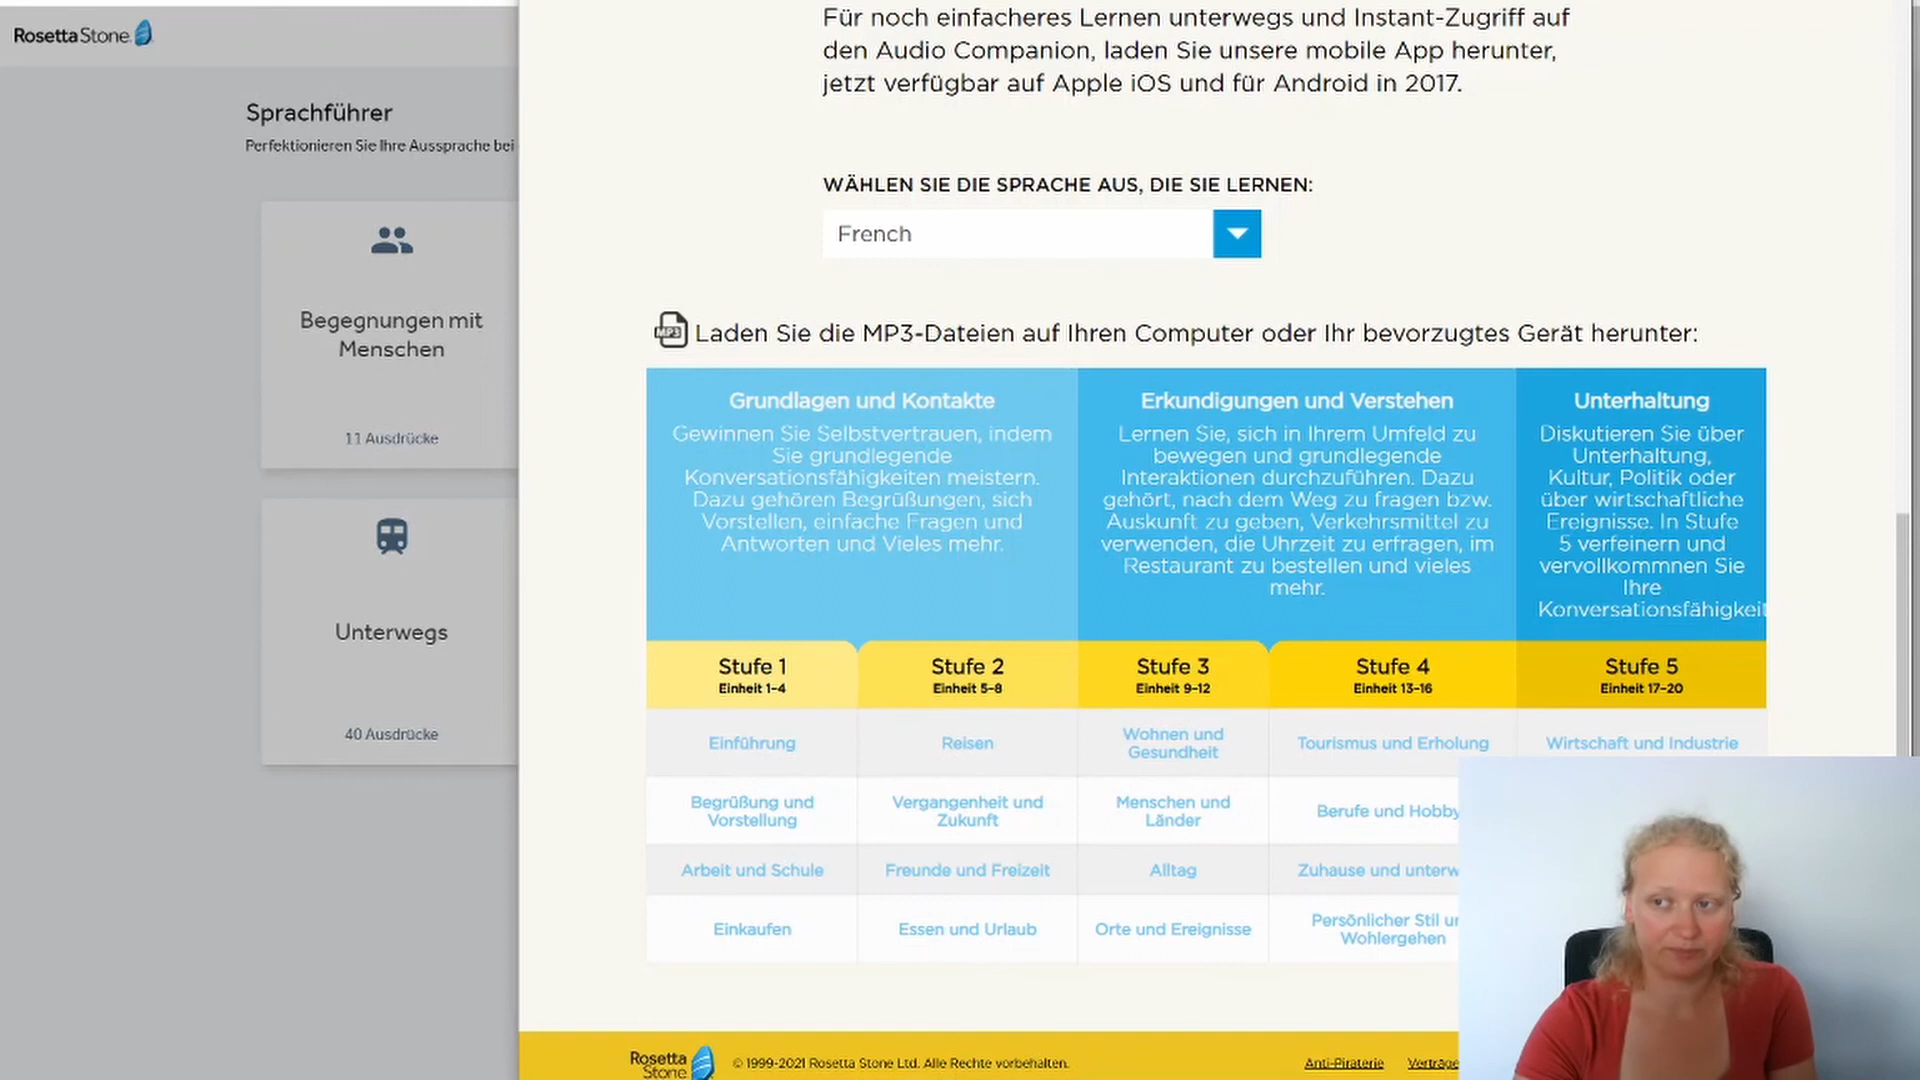 RosettaStone
Sprachführer
Perfektionieren Sie Ihre Aussprache bei
Begegnungen mit
Menschen
11 Ausdrücke
Unterwegs
40 Ausdrücke
Für noch einfacheres Lernen unterwegs und Instant-Zugriff auf
den Audio Companion, laden Sie unsere mobile App herunter,
jetzt verfügbar auf Apple iOS und für Android in 2017.
WÄHLEN SIE DIE SPRACHE AUS, DIE SIE LERNEN:
French
MP3
Laden Sie die MP3-Dateien auf Ihren Computer oder Ihr bevorzugtes Gerät herunter:
Grundlagen und Kontakte
Gewinnen Sie Selbstvertrauen, indem
Sie grundlegende
Konversationsfähigkeiten meistern.
Dazu gehören Begrüßungen, sich
Vorstellen, einfache Fragen und
Antworten und Vieles mehr.
Erkundigungen und Verstehen
Lernen Sie, sich in Ihrem Umfeld zu
bewegen und grundlegende
Interaktionen durchzuführen. Dazu
gehört, nach dem Weg zu fragen bzw.
Auskunft zu geben, Verkehrsmittel zu
verwenden, die Uhrzeit zu erfragen, im
Restaurant zu bestellen und vieles
mehr.
Unterhaltung
Diskutieren Sie über
Unterhaltung,
Kultur, Politik oder
über wirtschaftliche
Ereignisse. In Stufe
5 verfeinern und
vervollkommnen Sie
Ihre
Konversationsfähigkeit
Stufe 1
Einheit 1-4
Stufe 2
Einheit 5-8
Stufe 3
Einheit 9-12
Stufe 4
Einheit 13-16
Stufe 5
Einheit 17-20
Einführung
Reisen
Wohnen und
Gesundheit
Tourismus und Erholung
Wirtschaft und Industrie
Begrüßung und
Vorstellung
Vergangenheit und
Zukunft
Menschen und
Länder
Berufe und Hobby
Arbeit und Schule
Freunde und Freizeit
Alltag
Zuhause und unterw
Einkaufen
Essen und Urlaub
Orte und Ereignisse
Persönlicher Stil un
Wohlergehen
Rosetta
Stone
© 1999-2021 Rosetta Stone Ltd. Alle Rechte vorbehalten.
Anti-Piraterie
Verträge